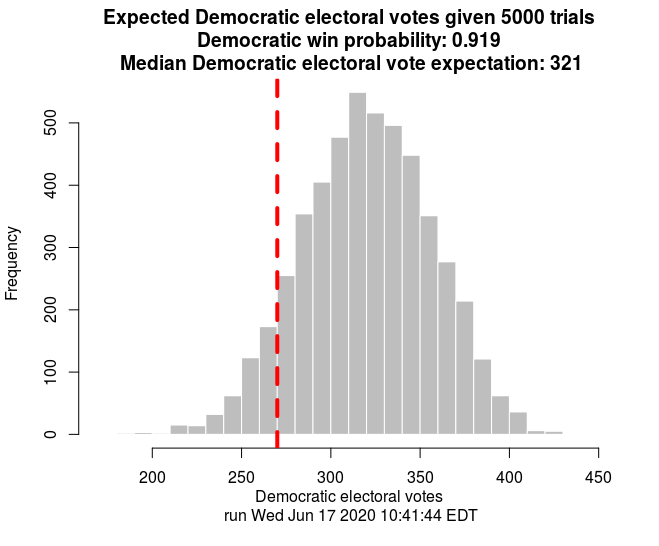 Expected Democratic electoral votes given 5000 trials
Democratic win probability: 0.919
Median Democratic electoral vote expectation: 321
500
400
300
200
100
0
Frequency
200 250 300 350 400 450
Democratic electoral votes
run Wed Jun 17 2020 10:41:44 EDT